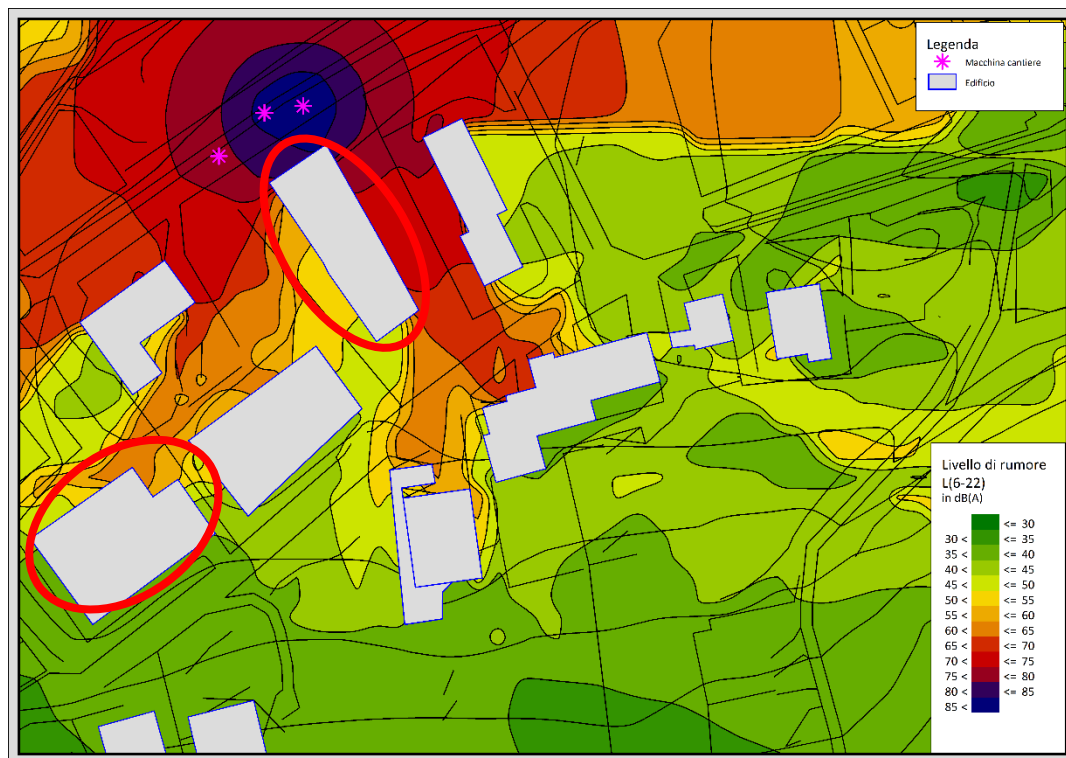 Legenda
Macchina cantiere
Edificio
Livello di rumore
L(6-22)
in dB(A)
<= 30
30 < <= 35
35 < <= 40
40 < <= 45
45 < <= 50
50 < <= 55
55 < <= 60
60 < <= 65
65 < <= 70
70 < <= 75
75 < <= 80
80 < <= 85
85 <